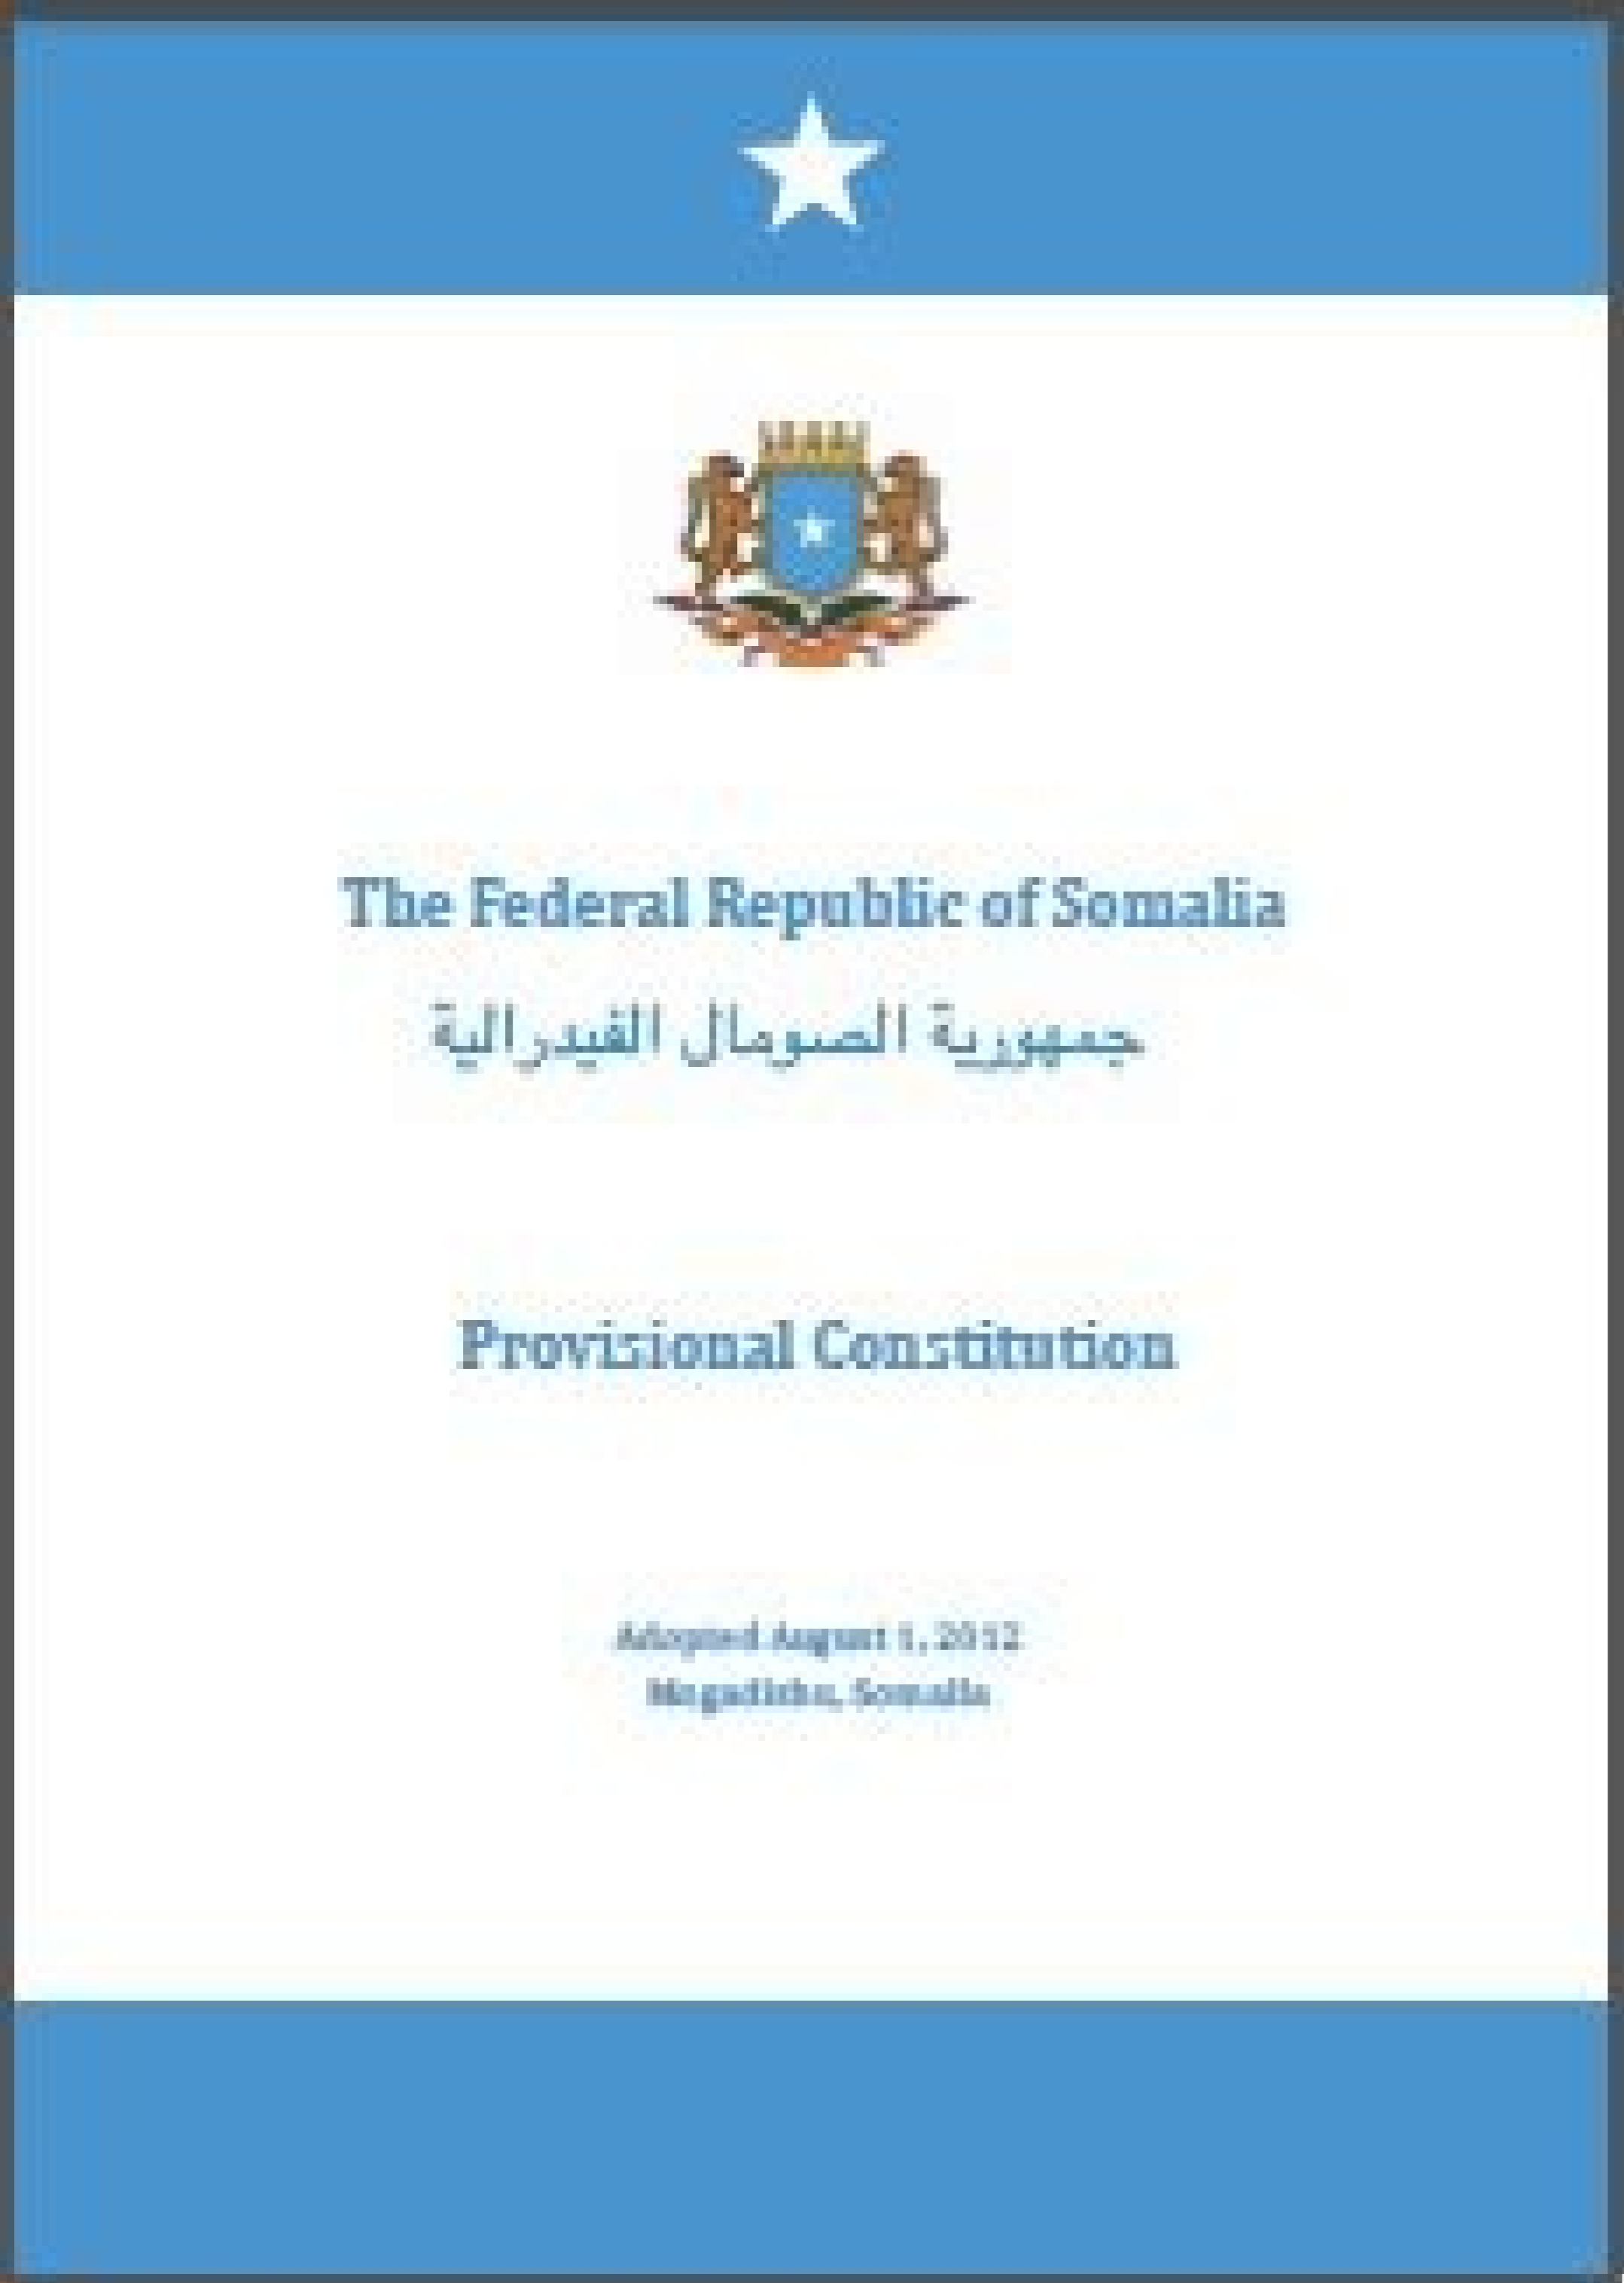 The Federal Republic of Somalia
جمهورية الصومال الفيدرالية
Provisional Constitution
Adopted August 1, 2012
Mogadishu, Somalia